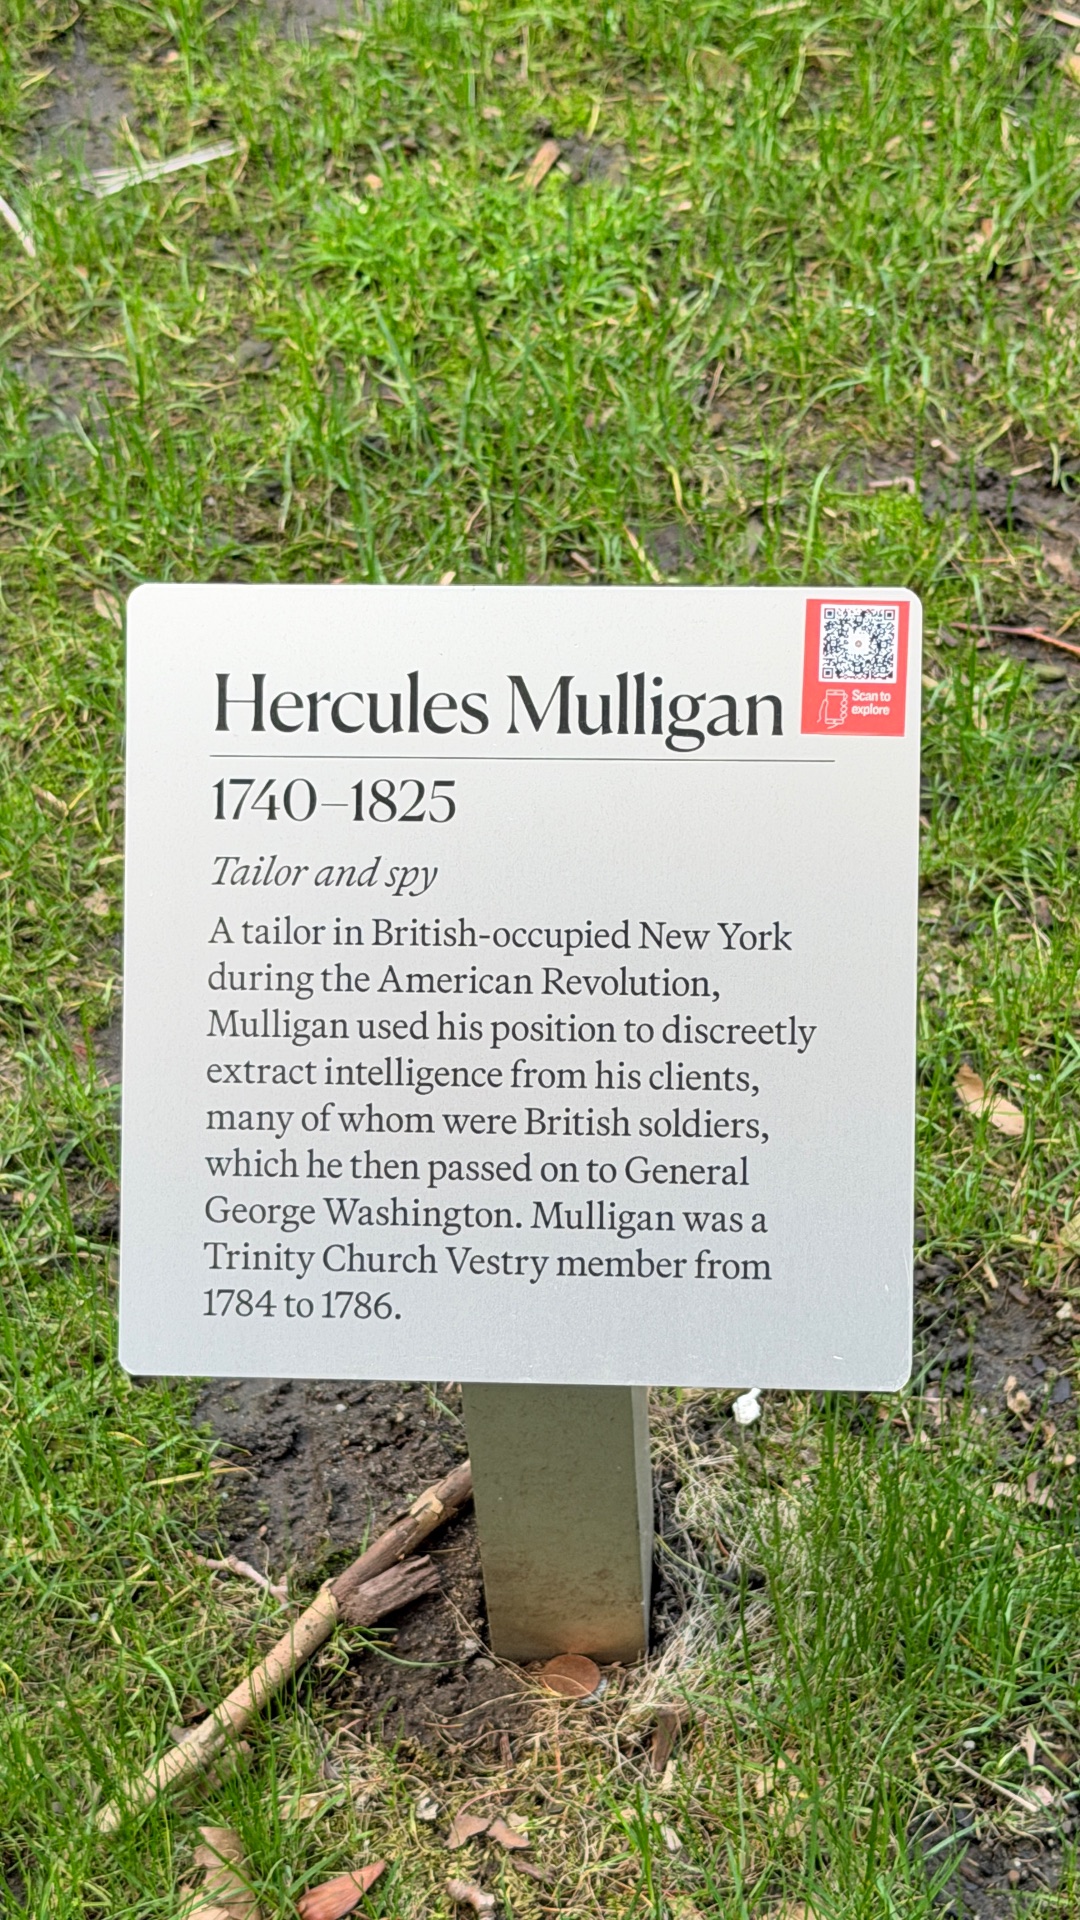 Hercules Mulligan
Scan to
explore
1740–1825
Tailor and spy
A tailor in British-occupied New York
during the American Revolution,
Mulligan used his position to discreetly
extract intelligence from his clients,
many of whom were British soldiers,
which he then passed on to General
George Washington. Mulligan was a
Trinity Church Vestry member from
1784 to 1786.